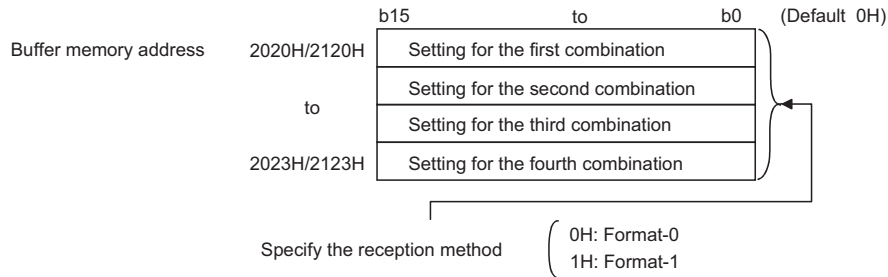 b15 to b0 (Default 0H)
Buffer memory address 2020H/2120H Setting for the first combination
Setting for the second combination
to
Setting for the third combination
2023H/2123H Setting for the fourth combination
Specify the reception method
0H: Format-0
1H: Format-1